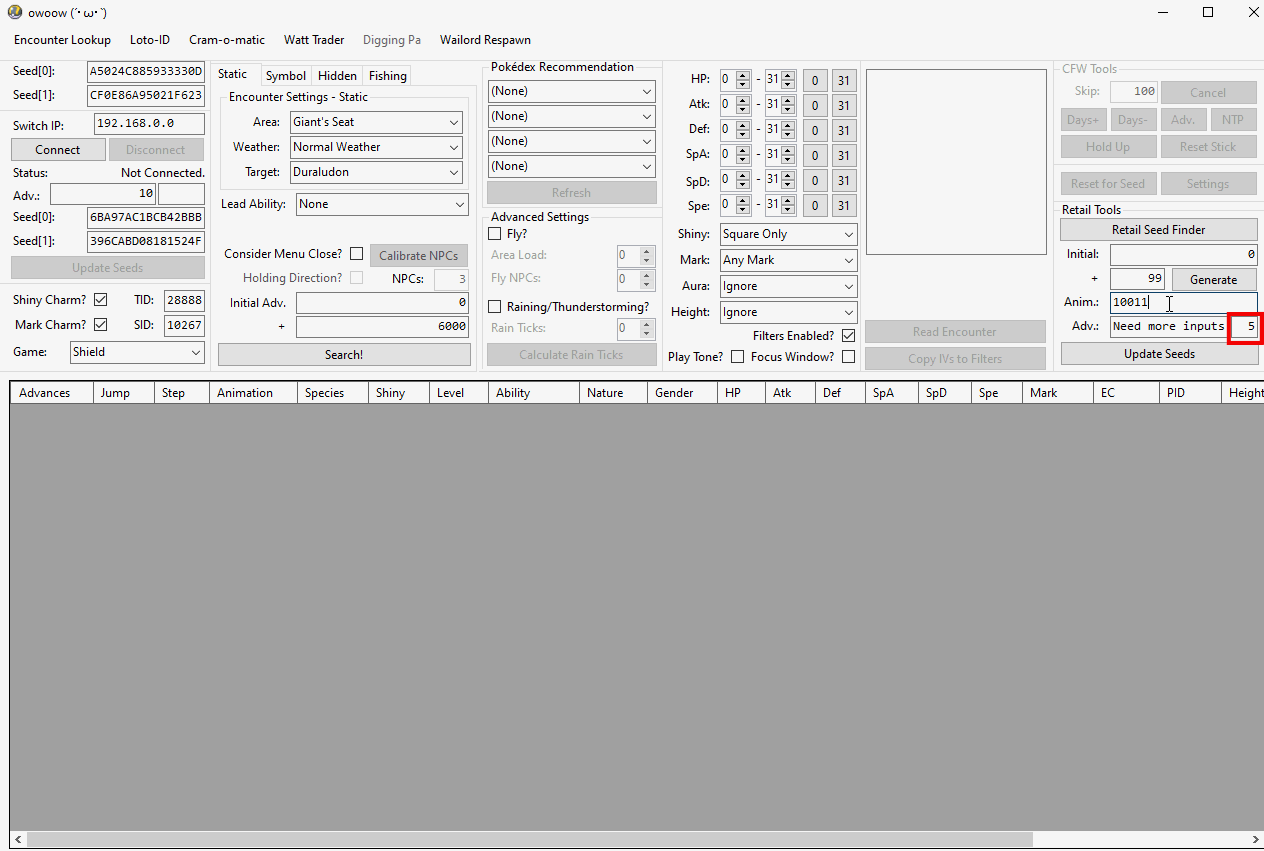 owoow (´･ω･`)
Encounter Lookup Loto-ID Cram-o-matic Watt Trader Digging Pa Wailord Respawn
Seed[0]: A5024C885933330D
Seed[1]: CF0E86A95021F623
Switch IP: 192.168.0.0
Connect Disconnect
Status: Not Connected.
Adv.: 10
Seed[0]: 6BA97AC1BCB42BBB
Seed[1]: 396CABD08181524F
Update Seeds
Shiny Charm? TID: 28888
Mark Charm? SID: 10267
Game: Shield
Static Symbol Hidden Fishing
Encounter Settings - Static
Area: Giant's Seat
Weather: Normal Weather
Target: Duraludon
Lead Ability: None
Consider Menu Close? Calibrate NPCs
Holding Direction? NPCs: 3
Initial Adv. 0
+ 6000
Search!
Pokédex Recommendation
(None)
(None)
(None)
(None)
Refresh
Advanced Settings
Fly?
Area Load: 0
Fly NPCs: 0
Raining/Thunderstorming?
Rain Ticks: 0
Calculate Rain Ticks
HP: 0 - 31 0 31
Atk: 0 - 31 0 31
Def: 0 - 31 0 31
SpA: 0 - 31 0 31
SpD: 0 - 31 0 31
Spe: 0 - 31 0 31
Shiny: Square Only
Mark: Any Mark
Aura: Ignore
Height: Ignore
Filters Enabled?
Play Tone? Focus Window?
Read Encounter
Copy IVs to Filters
CFW Tools
Skip: 100 Cancel
Days+ Days- Adv. NTP
Hold Up Reset Stick
Reset for Seed Settings
Retail Tools
Retail Seed Finder
Initial: 0
+ 99 Generate
Anim.: 10011
Adv.: Need more inputs 5
Update Seeds
Advances Jump Step Animation Species Shiny Level Ability Nature Gender HP Atk Def SpA SpD Spe Mark EC PID Height